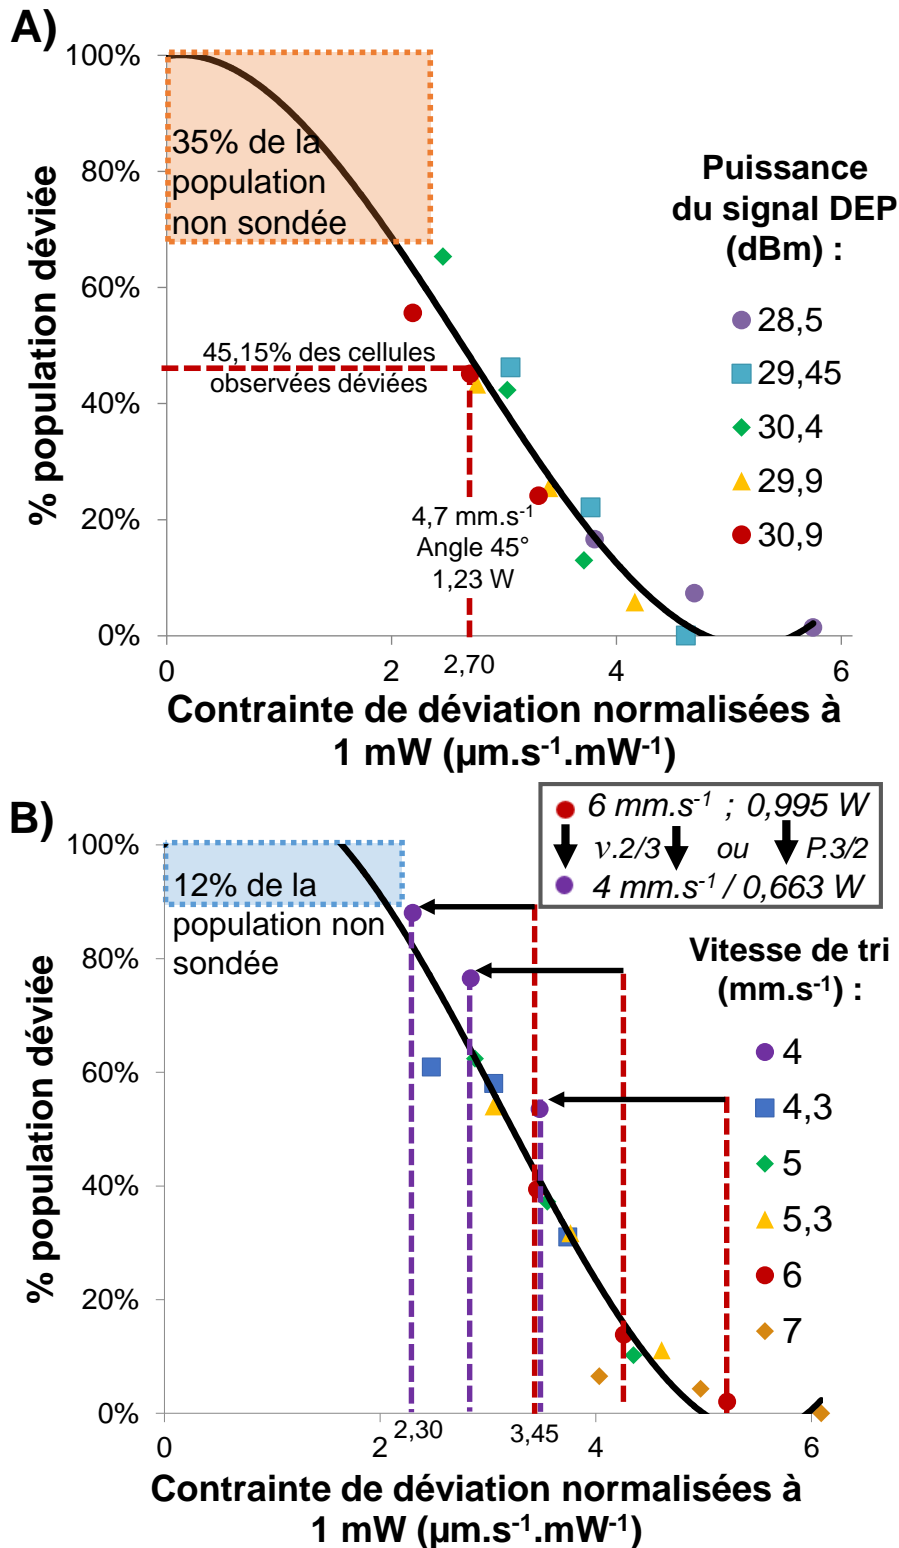 A)
100%
80%
60%
40%
20%
0%
% population déviée
35% de la
population
non sondée
45,15% des cellules
observées déviées
4,7 mm.s⁻¹
Angle 45°
1,23 W
Puissance
du signal DEP
(dBm) :
28,5
29,45
30,4
29,9
30,9
0
2
2,70
4
6
Contrainte de déviation normalisées à
1 mW (µm.s⁻¹.mW⁻¹)
B)
6 mm.s⁻¹ ; 0,995 W
v.2/3 ou P.3/2
4 mm.s⁻¹ / 0,663 W
100%
80%
60%
40%
20%
0%
% population déviée
12% de la
population non
sondée
Vitesse de tri
(mm.s⁻¹) :
4
4,3
5
5,3
6
7
0
2
2,30
3,45
4
6
Contrainte de déviation normalisées à
1 mW (µm.s⁻¹.mW⁻¹)